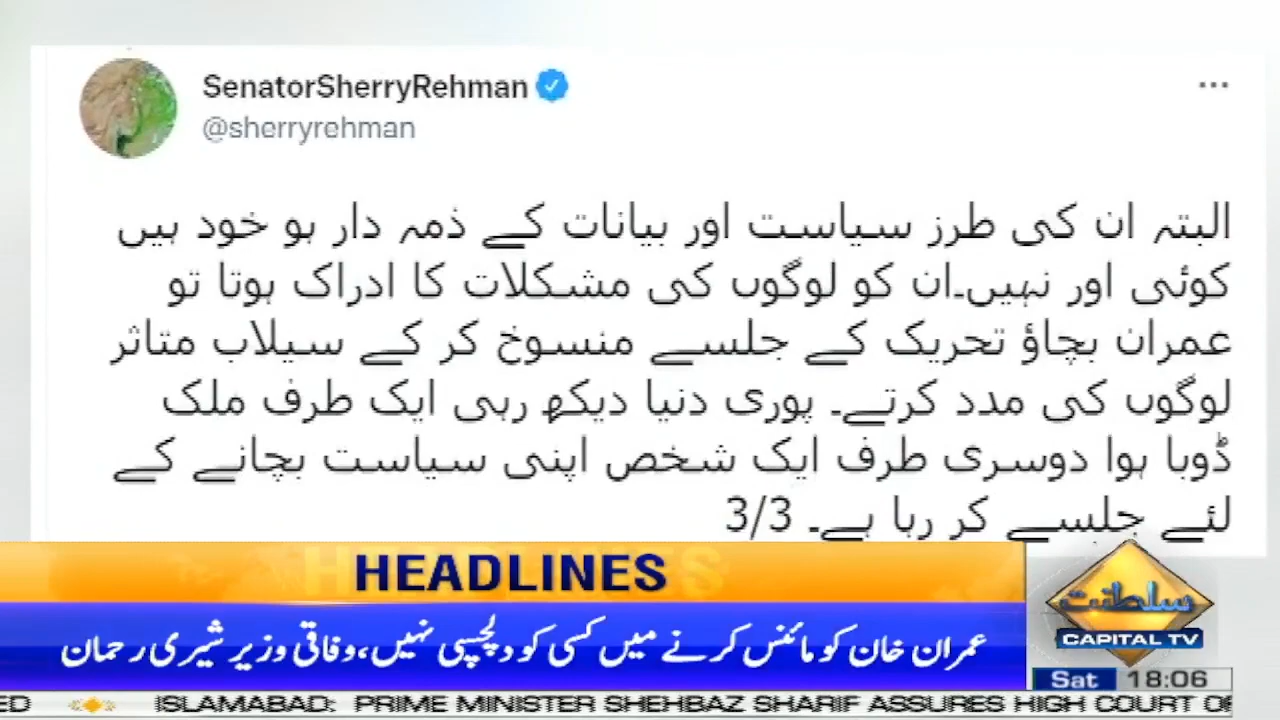 SenatorSherryRehman
@sherryrehman
البتہ ان کی طرز سیاست اور بیانات کے ذمہ دار ہو خود ہیں
کوئی اور نہیں۔ان کو لوگوں کی مشکلات کا ادراک ہوتا تو
عمران بچاؤ تحریک کے جلسے منسوخ کر کے سیلاب متاثر
لوگوں کی مدد کرتے۔ پوری دنیا دیکھ رہی ایک طرف ملک
ڈوبا ہوا دوسری طرف ایک شخص اپنی سیاست بچانے کے
لئے جلسے کر رہا ہے۔ 3/3
HEADLINES
عمران خان کو مائنس کرنے میں کسی کو دلچسپی نہیں، وفاقی وزیر شیری رحمان
سلطنت
CAPITAL TV
Sat 18:06
ED ISLAMABAD: PRIME MINISTER SHEHBAZ SHARIF ASSURES HIGH COURT OF